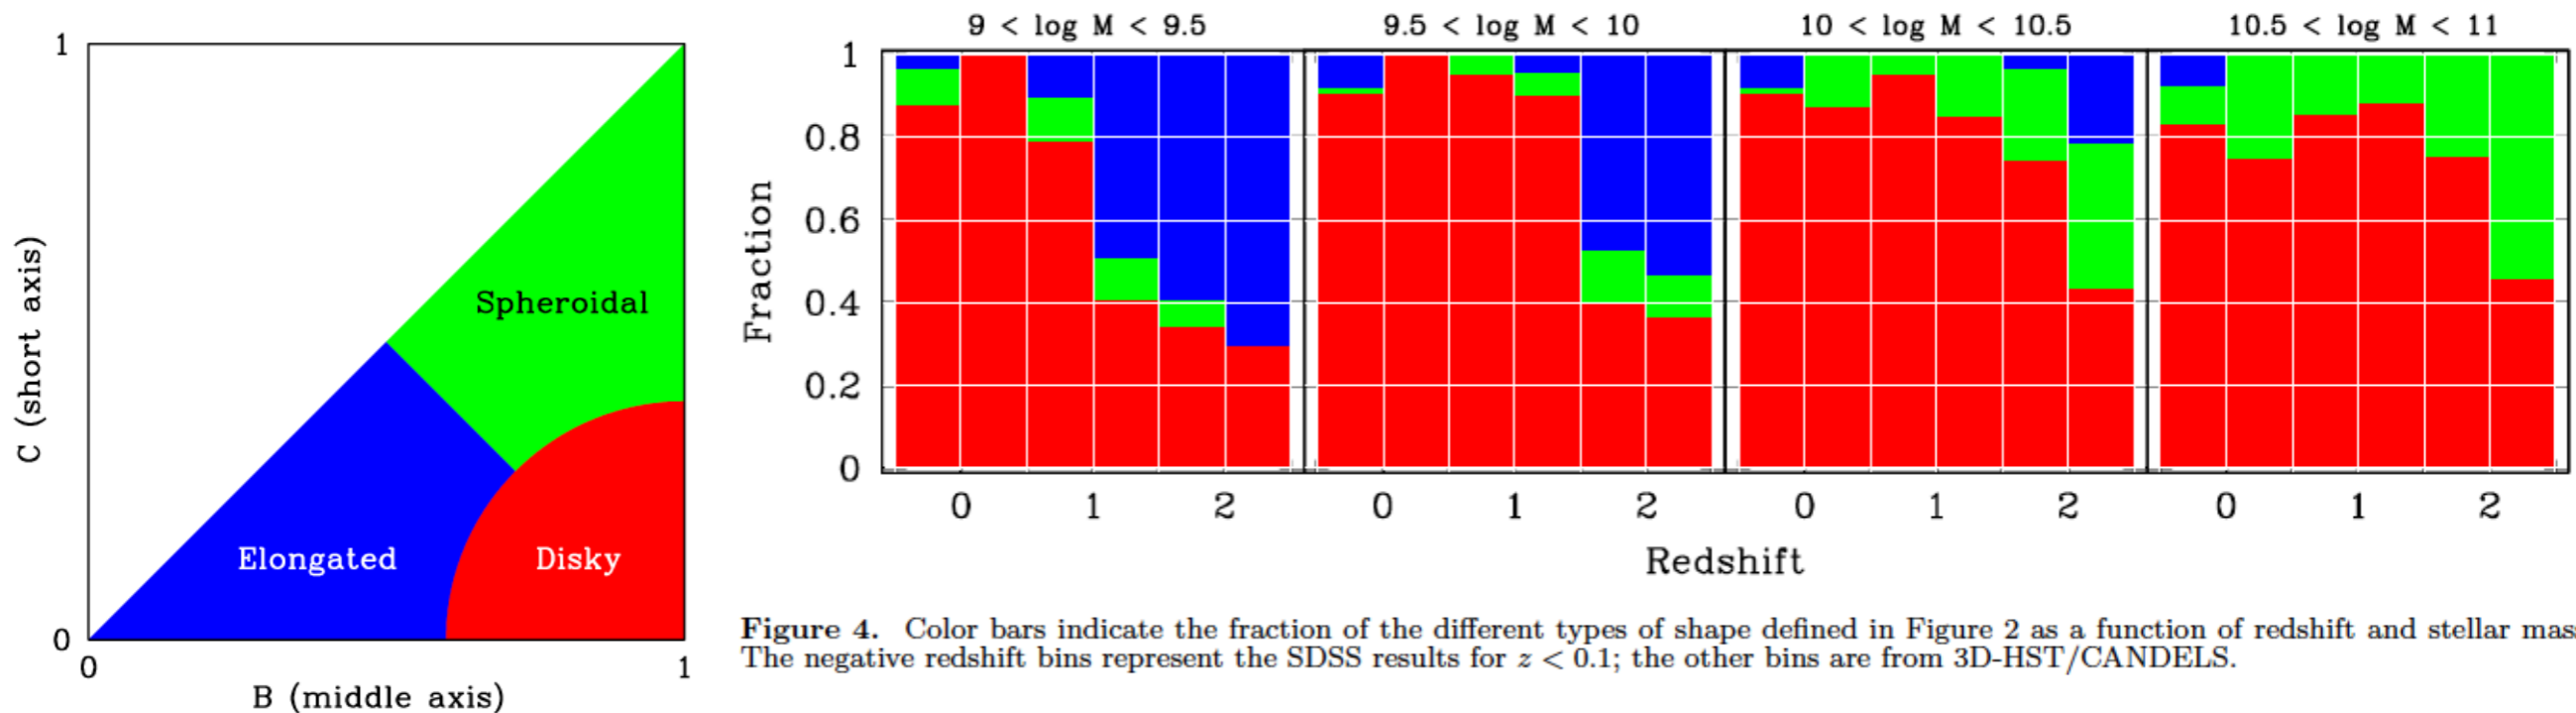 1
C (short axis)
Spheroidal
Elongated
Disky
0
0
1
B (middle axis)
9 < log M < 9.5
9.5 < log M < 10
10 < log M < 10.5
10.5 < log M < 11
1
0.8
0.6
0.4
0.2
0
Fraction
0 1 2
0 1 2
0 1 2
0 1 2
Redshift
Figure 4. Color bars indicate the fraction of the different types of shape defined in Figure 2 as a function of redshift and stellar mas
The negative redshift bins represent the SDSS results for z < 0.1; the other bins are from 3D-HST/CANDELS.